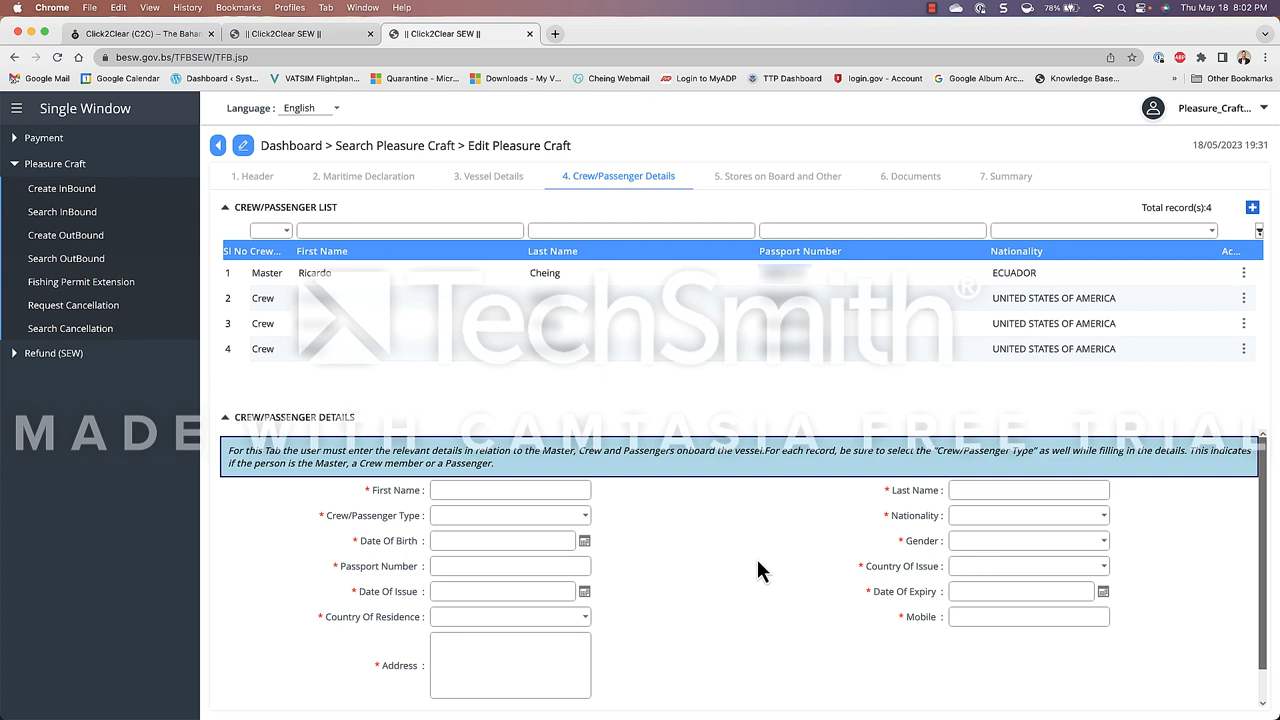 Chrome File Edit View History Bookmarks Profiles Tab Window Help 78% Thu May 18 8:02 PM
Click2Clear (C2C) – The Bahar || Click2Clear SEW || || Click2Clear SEW ||
besw.gov.bs/TFBSEW/TFB.jsp
Google Mail Google Calendar Dashboard ‹ Syst... VATSIM Flightplan... Quarantine - Micr... Downloads - My V... Cheing Webmail Login to MyADP TTP Dashboard login.gov - Account Google Album Arc... Knowledge Base... » Other Bookmarks
Single Window
Language : English
Pleasure_Craft...
Payment
Dashboard > Search Pleasure Craft > Edit Pleasure Craft
18/05/2023 19:31
Pleasure Craft
1. Header 2. Maritime Declaration 3. Vessel Details 4. Crew/Passenger Details 5. Stores on Board and Other 6. Documents 7. Summary
Create InBound
Search InBound
Create OutBound
Search OutBound
Fishing Permit Extension
Request Cancellation
Search Cancellation
Refund (SEW)
CREW/PASSENGER LIST Total record(s):4
Sl No Crew... First Name Last Name Passport Number Nationality Ac...
1 Master Ricardo Cheing ECUADOR
2 Crew UNITED STATES OF AMERICA
3 Crew UNITED STATES OF AMERICA
4 Crew UNITED STATES OF AMERICA
TechSmith®
CREW/PASSENGER DETAILS
MADE WITH CAMTASIA FREE TRIAL
For this Tab the user must enter the relevant details in relation to the Master, Crew and Passengers onboard the vessel.For each record, be sure to select the "Crew/Passenger Type" as well while filling in the details. This indicates
if the person is the Master, a Crew member or a Passenger.
* First Name : * Last Name :
* Crew/Passenger Type : * Nationality :
* Date Of Birth : * Gender :
* Passport Number : * Country Of Issue :
* Date Of Issue : * Date Of Expiry :
* Country Of Residence : * Mobile :
* Address :